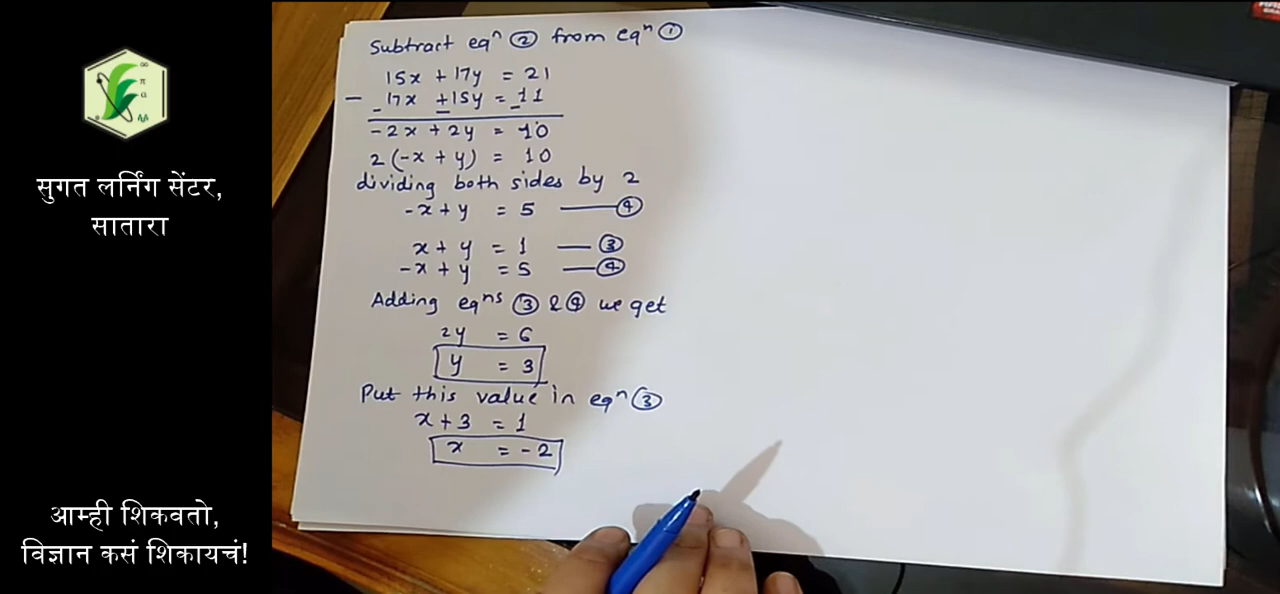 सुगत लर्निंग सेंटर,
सातारा
आम्ही शिकवतो,
विज्ञान कसं शिकायचं!
Subtract eqⁿ ② from eqⁿ ①
15x + 17y = 21
- 17x + 15y = 11
- - -
-2x + 2y = 10
2(-x + y) = 10
dividing both sides by 2
-x + y = 5 — ④
x + y = 1 — ③
-x + y = 5 — ④
Adding eqⁿˢ ③ & ④ we get
2y = 6
y = 3
Put this value in eqⁿ ③
x + 3 = 1
x = -2